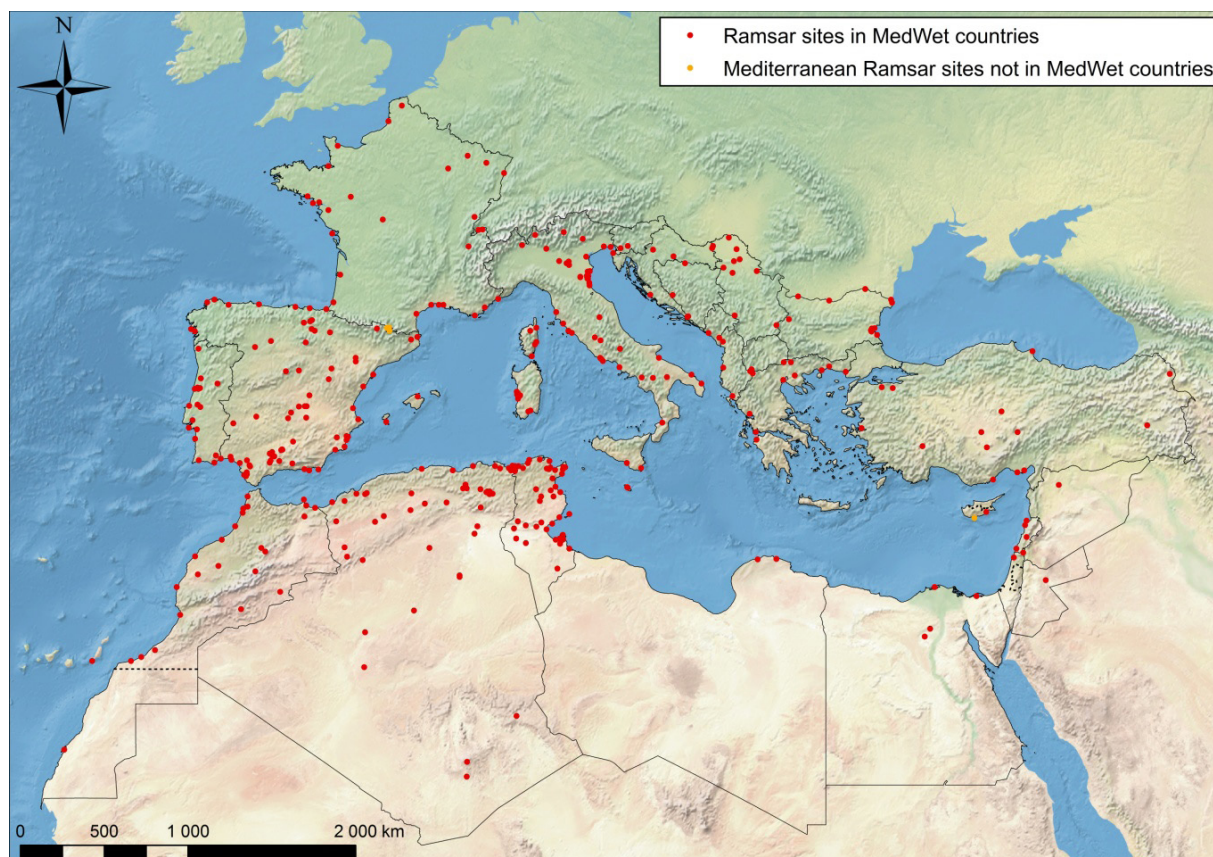 N
Ramsar sites in MedWet countries
Mediterranean Ramsar sites not in MedWet countries
0 500 1 000 2 000 km